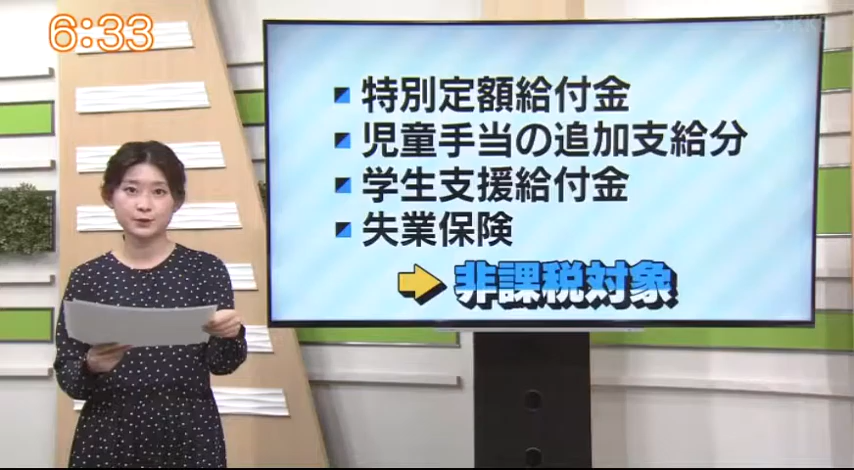 6:33
特別定額給付金
児童手当の追加支給分
学生支援給付金
失業保険
非課税対象